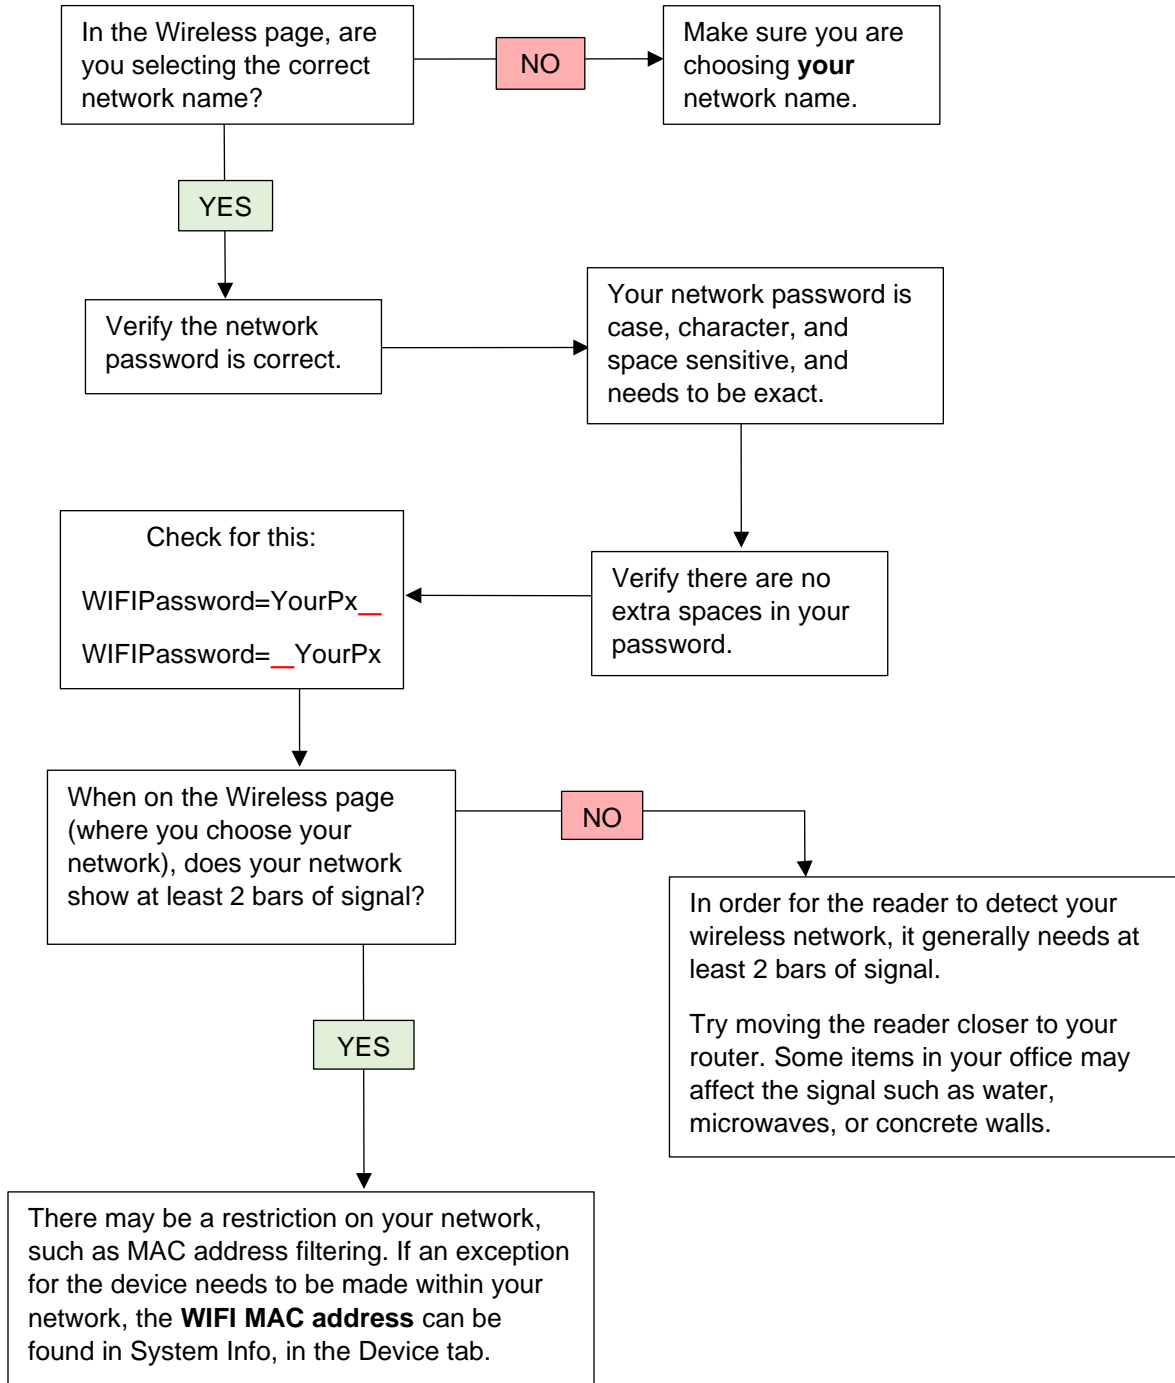 In the Wireless page, are
you selecting the correct
network name?
NO
Make sure you are
choosing your
network name.
YES
Verify the network
password is correct.
Your network password is
case, character, and
space sensitive, and
needs to be exact.
Verify there are no
extra spaces in your
password.
Check for this:
WIFIPassword=YourPx__
WIFIPassword=__YourPx
When on the Wireless page
(where you choose your
network), does your network
show at least 2 bars of signal?
NO
In order for the reader to detect your
wireless network, it generally needs at
least 2 bars of signal.
Try moving the reader closer to your
router. Some items in your office may
affect the signal such as water,
microwaves, or concrete walls.
YES
There may be a restriction on your network,
such as MAC address filtering. If an exception
for the device needs to be made within your
network, the WIFI MAC address can be
found in System Info, in the Device tab.